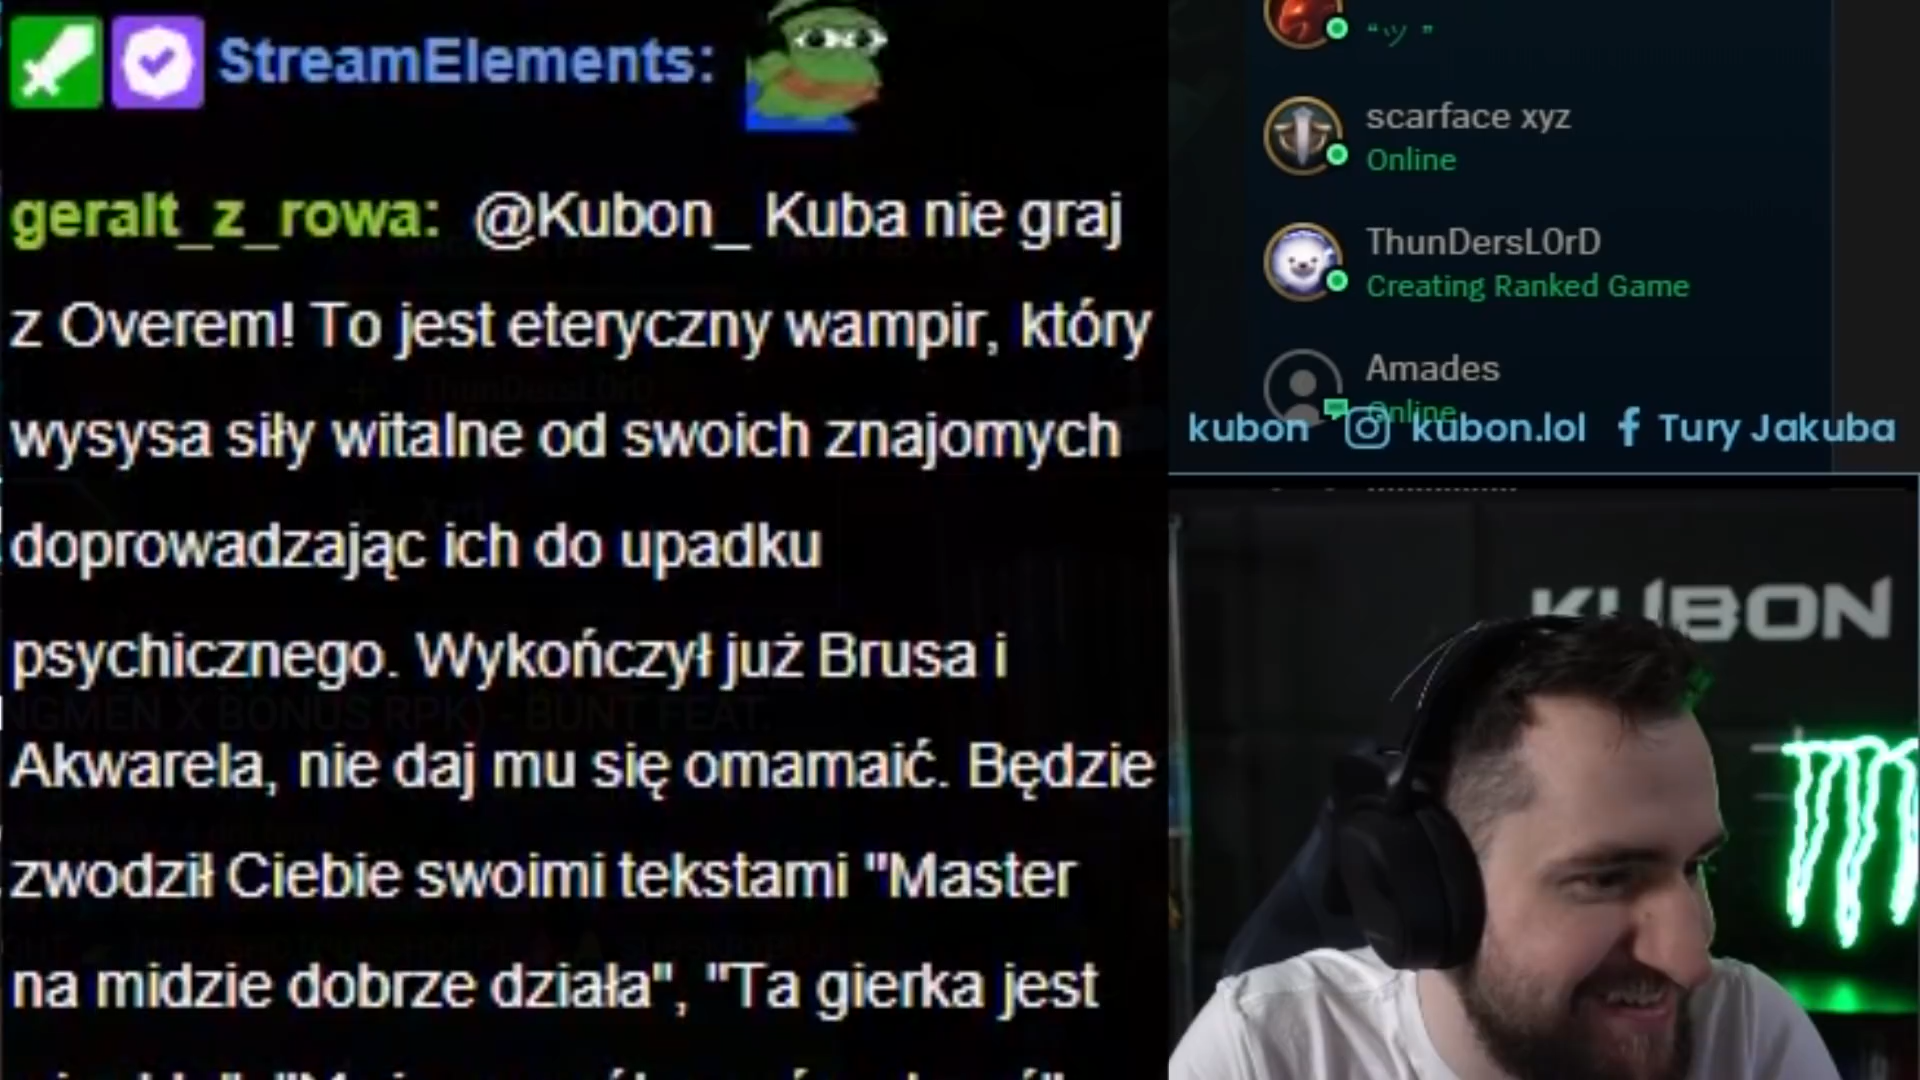 StreamElements:
geralt_z_rowa: @Kubon_ Kuba nie graj
z Overem! To jest eteryczny wampir, który
wysysa siły witalne od swoich znajomych
doprowadzając ich do upadku
psychicznego. Wykończył już Brusa i
Akwarela, nie daj mu się omamaić. Będzie
zwodził Ciebie swoimi tekstami "Master
na midzie dobrze działa", "Ta gierka jest
"ツ"
scarface xyz
Online
ThunDersL0rD
Creating Ranked Game
Amades
Online
kubon kubon.lol Tury Jakuba
KUBON